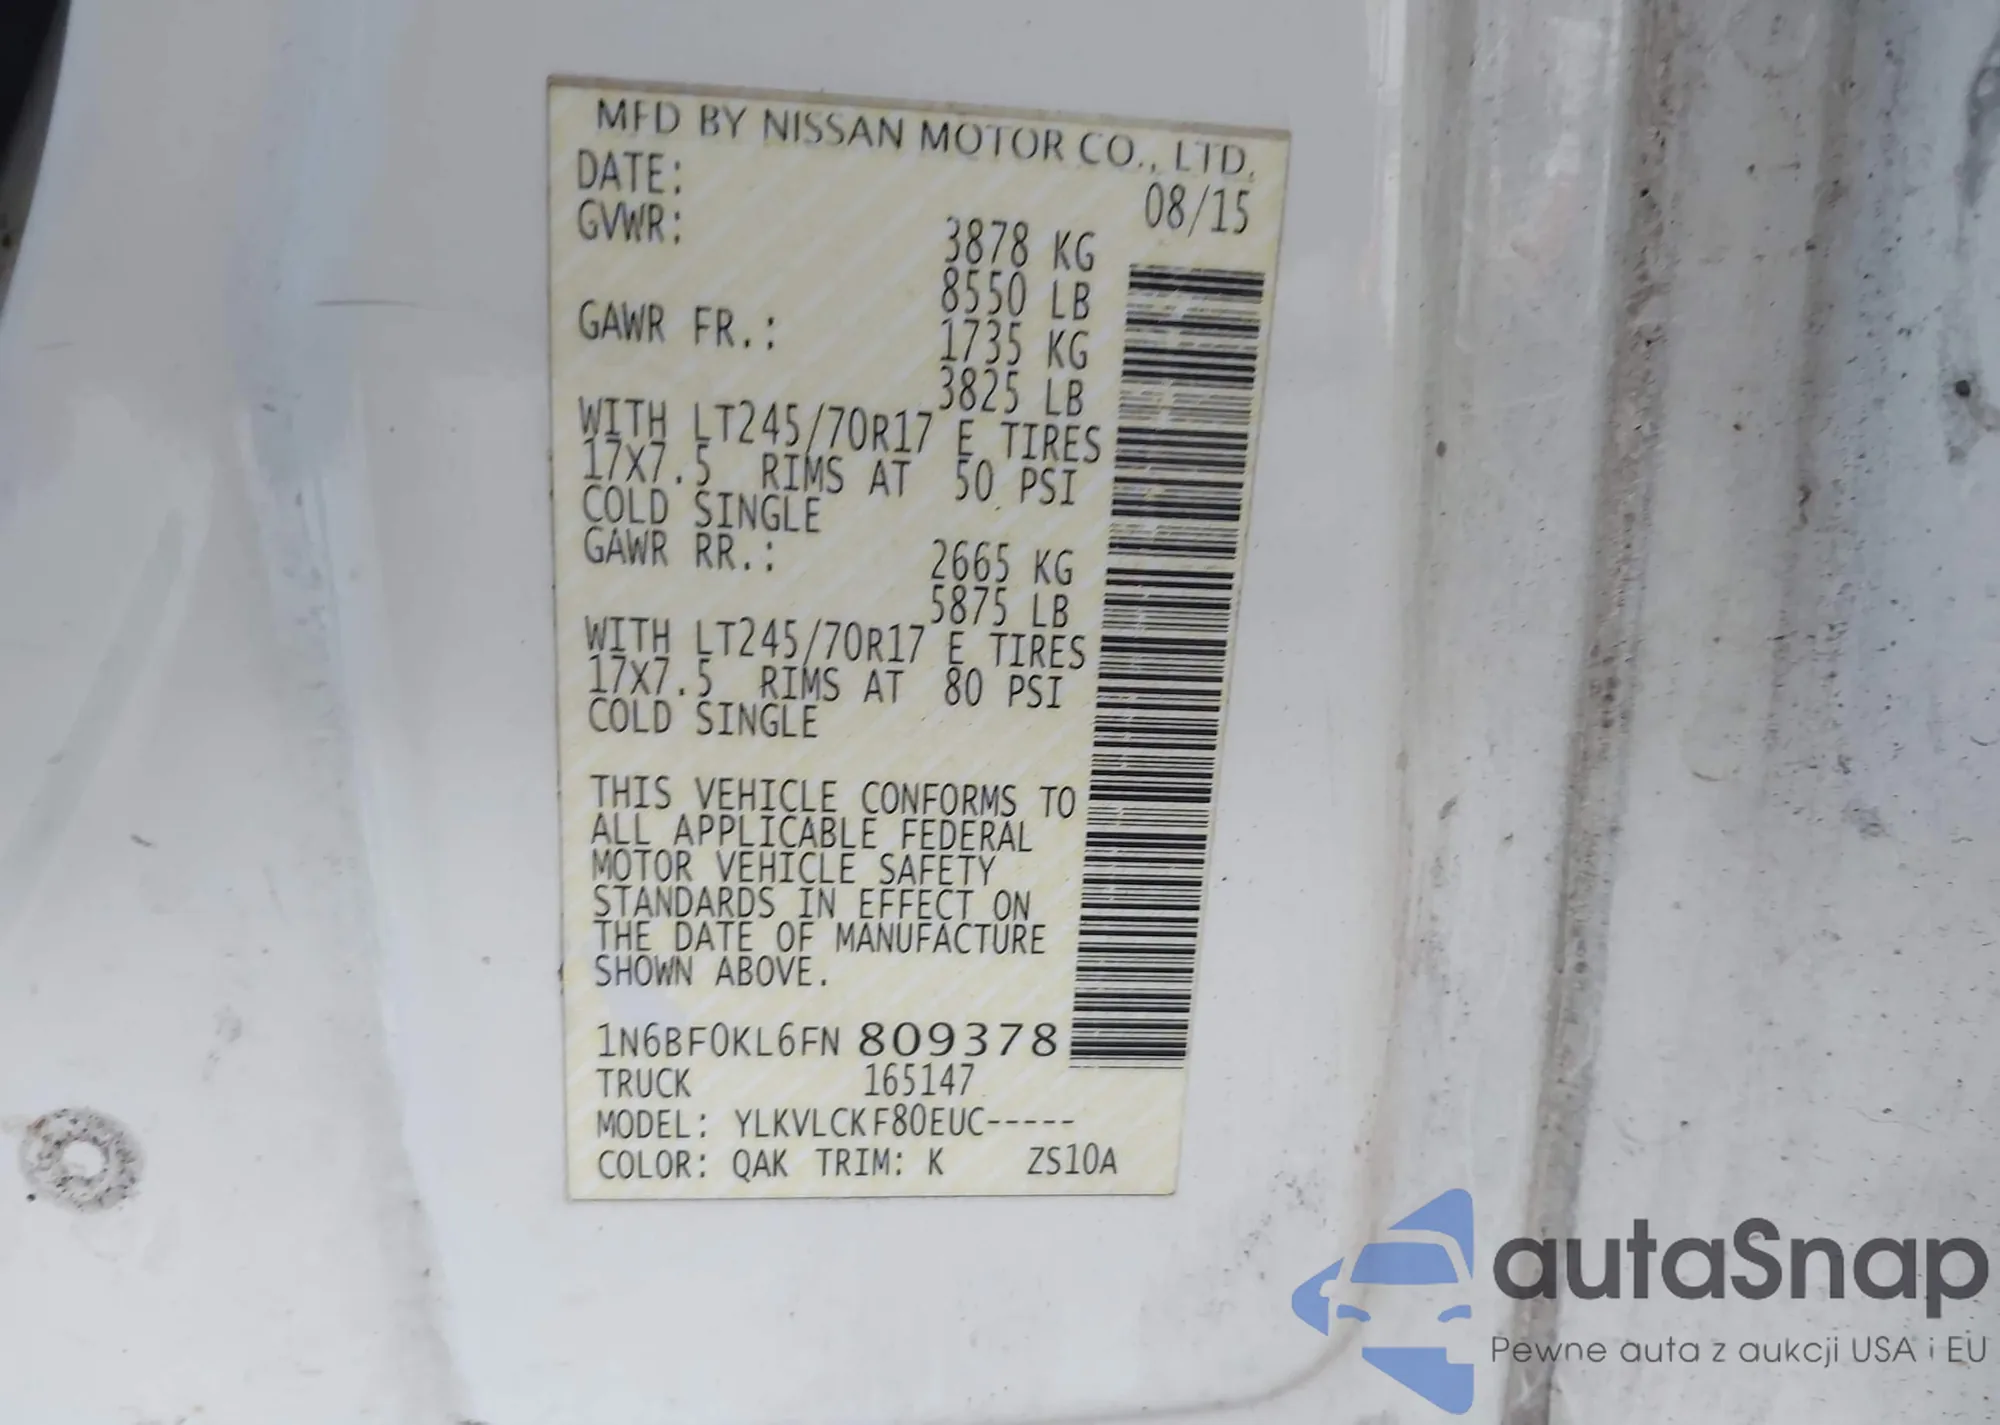 MFD BY NISSAN MOTOR CO., LTD.
DATE: 08/15
GVWR: 3878 KG
8550 LB
GAWR FR.: 1735 KG
3825 LB
WITH LT245/70R17 E TIRES
17X7.5 RIMS AT 50 PSI
COLD SINGLE
GAWR RR.: 2665 KG
5875 LB
WITH LT245/70R17 E TIRES
17X7.5 RIMS AT 80 PSI
COLD SINGLE
THIS VEHICLE CONFORMS TO
ALL APPLICABLE FEDERAL
MOTOR VEHICLE SAFETY
STANDARDS IN EFFECT ON
THE DATE OF MANUFACTURE
SHOWN ABOVE.
1N6BF0KL6FN 809378
TRUCK 165147
MODEL: YLKVLCKF80EUC-----
COLOR: QAK TRIM: K ZS10A
autaSnap
Pewne auta z aukcji USA i EU